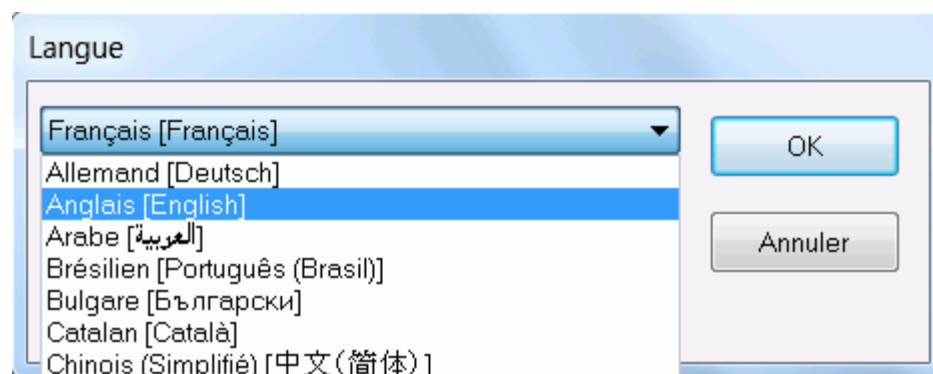 Langue
Français [Français]
OK
Allemand [Deutsch]
Anglais [English]
Arabe [العربية]
Annuler
Brésilien [Português (Brasil)]
Bulgare [Български]
Catalan [Català]
Chinois (Simplifié) [中文(简体)]